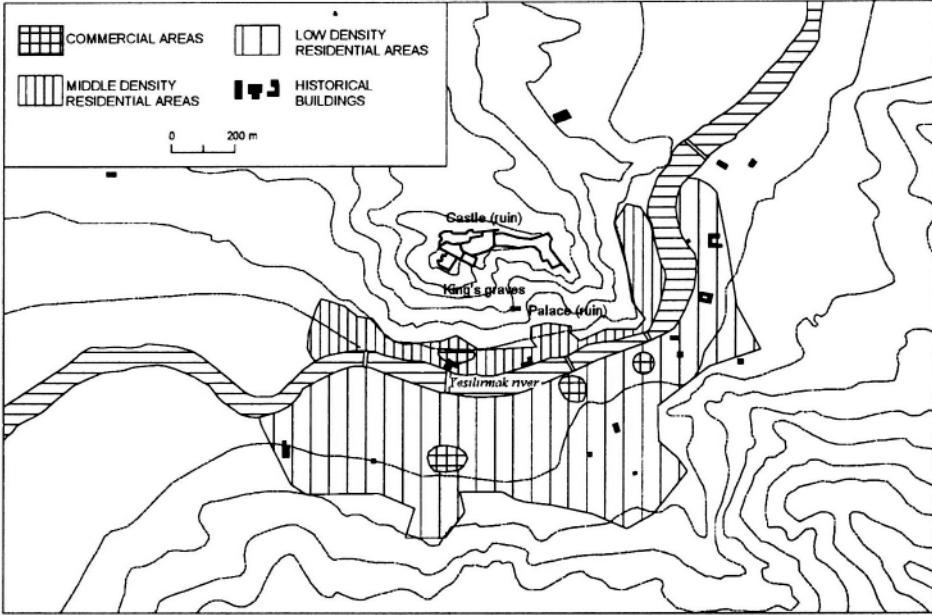 COMMERCIAL AREAS
LOW DENSITY
RESIDENTIAL AREAS
MIDDLE DENSITY
RESIDENTIAL AREAS
HISTORICAL
BUILDINGS
0 200 m
Castle (ruin)
King's graves
Palace (ruin)
Yesilirmak river